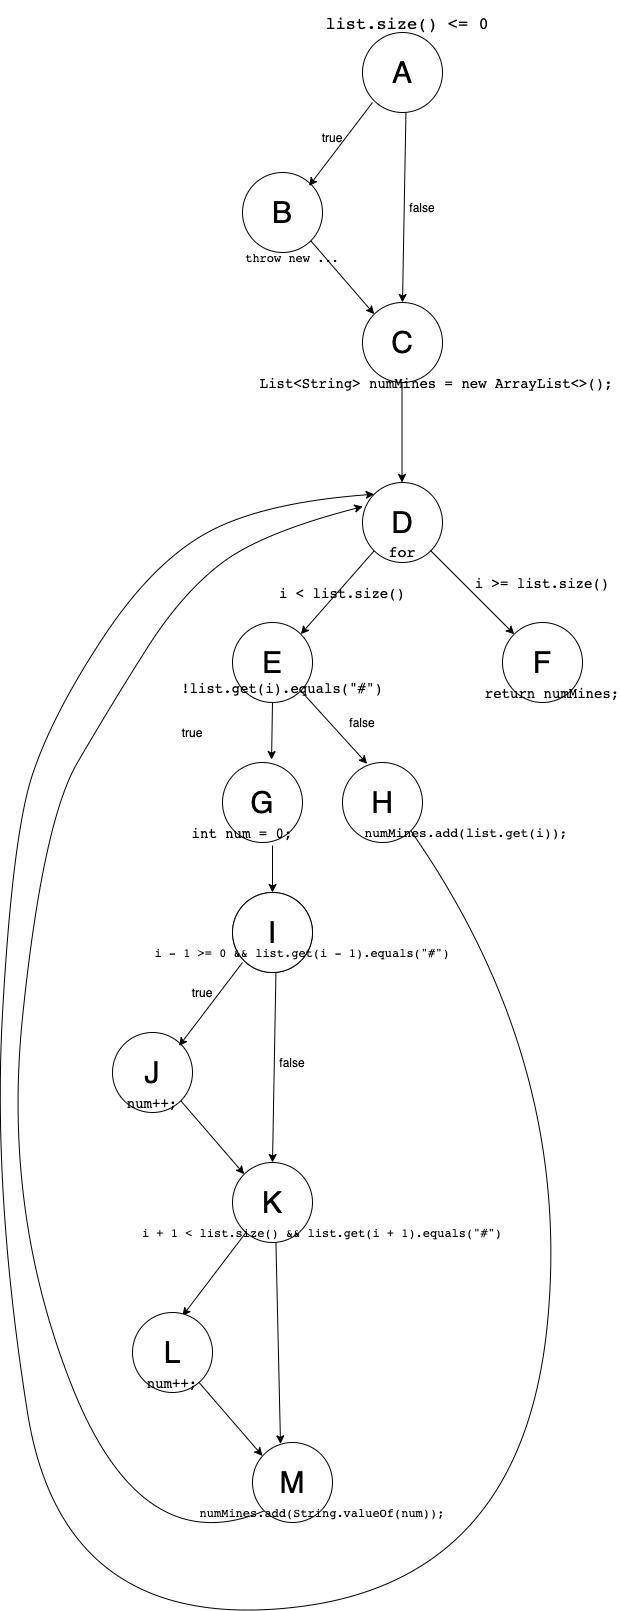 list.size() <= 0
A
true
false
B
throw new ...
C
List<String> numMines = new ArrayList<>();
D
for
i < list.size()
i >= list.size()
E
!list.get(i).equals("#")
F
return numMines;
true
false
G
int num = 0;
H
numMines.add(list.get(i));
I
i - 1 >= 0 && list.get(i - 1).equals("#")
true
false
J
num++;
K
i + 1 < list.size() && list.get(i + 1).equals("#")
L
num++;
M
numMines.add(String.valueOf(num));